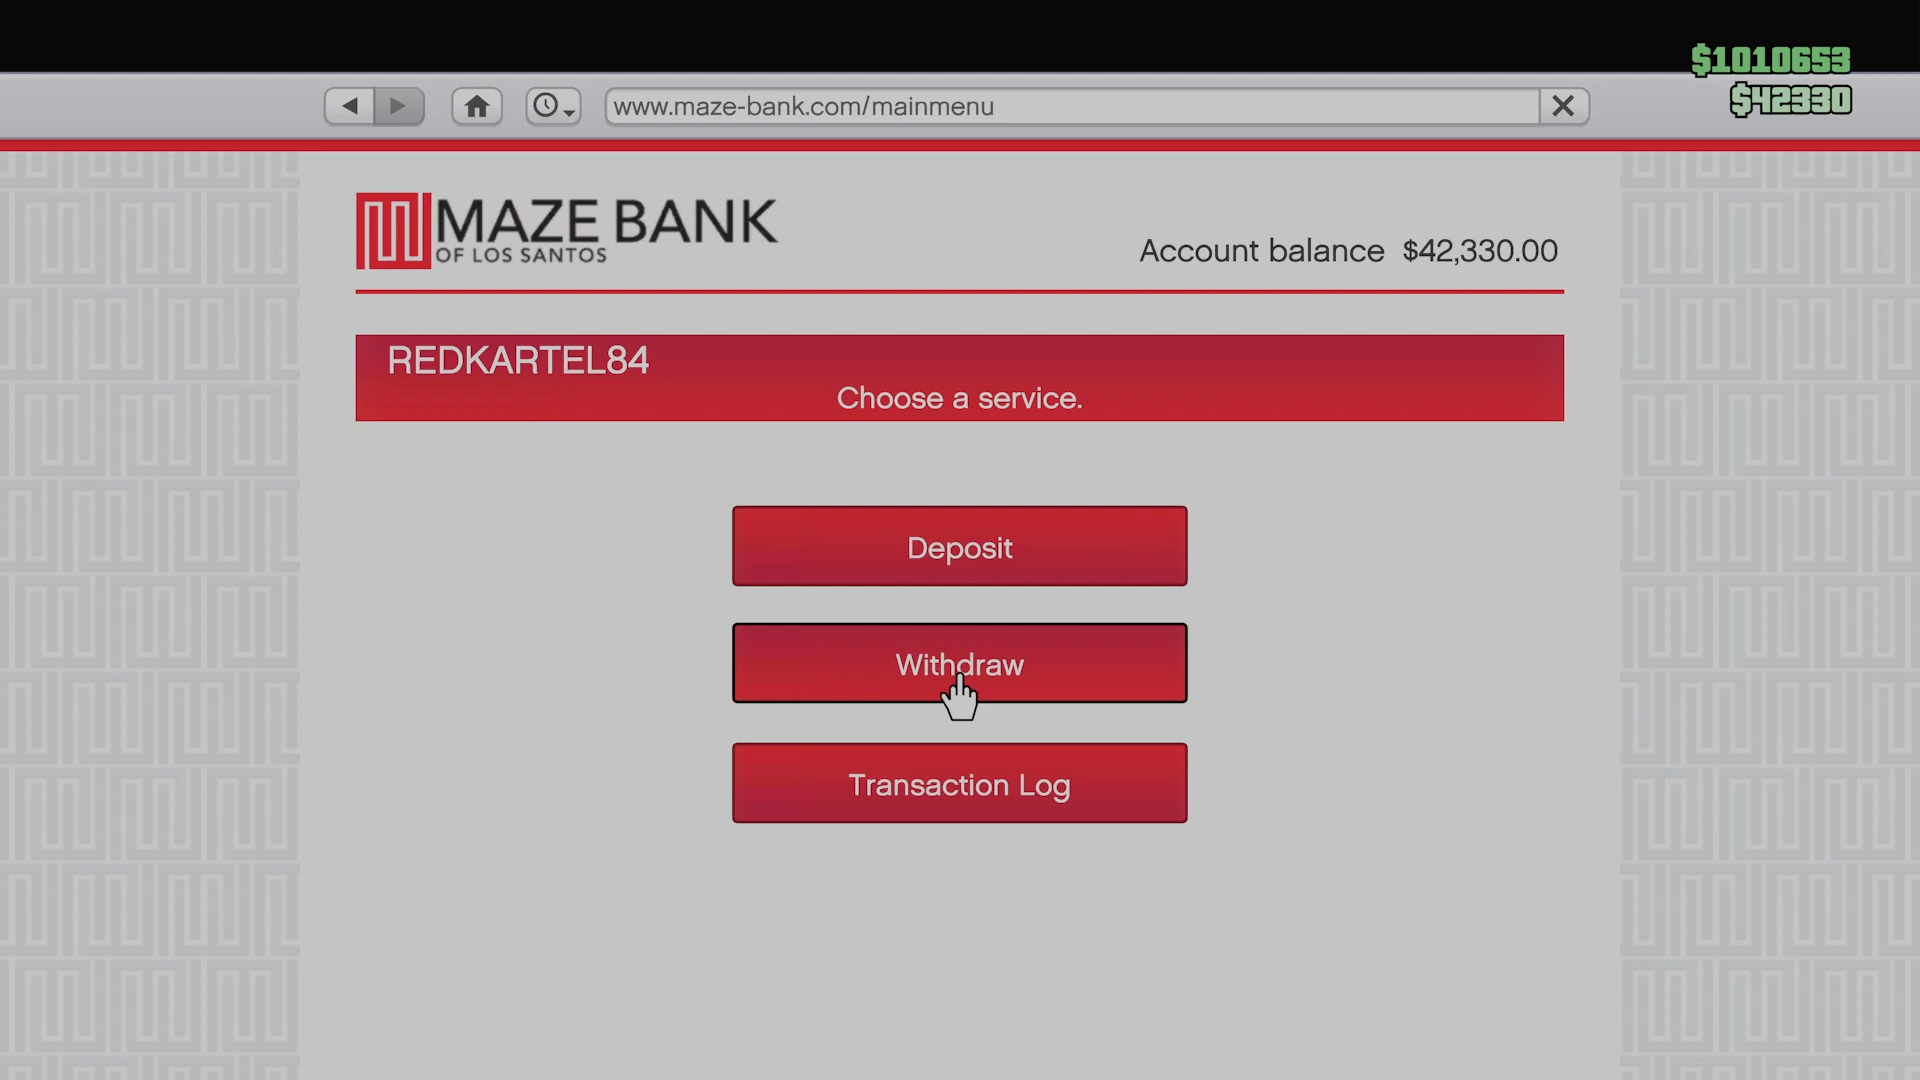 $1010653
$42330
www.maze-bank.com/mainmenu
MAZE BANK
OF LOS SANTOS
Account balance $42,330.00
REDKARTEL84
Choose a service.
Deposit
Withdraw
Transaction Log